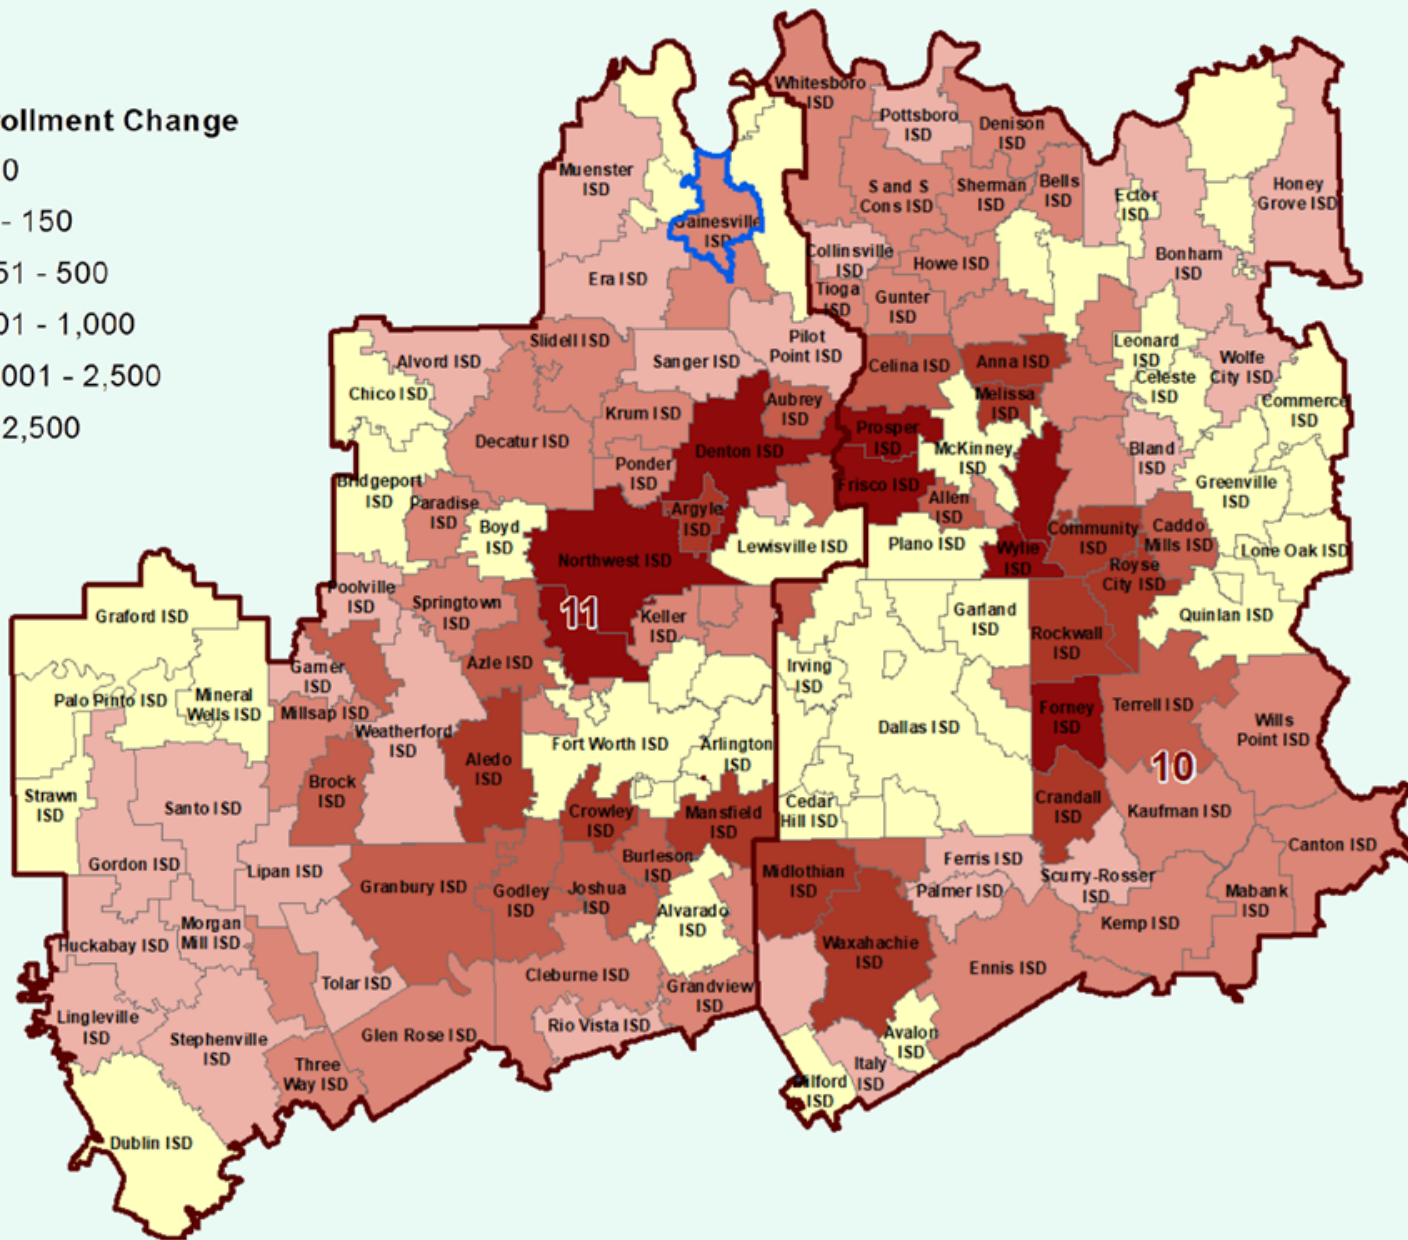 ollment Change
0
- 150
51 - 500
01 - 1,000
001 - 2,500
2,500
Whitesboro
ISD
Pottsboro
ISD
Denison
ISD
Muenster
ISD
S and S
Cons ISD
Sherman
ISD
Bells
ISD
Ector
ISD
Honey
Grove ISD
Gainesville
ISD
Collinsville
ISD
Howe ISD
Bonham
ISD
Era ISD
Tioga
ISD
Gunter
ISD
Slidell ISD
Pilot
Point ISD
Leonard
ISD
Alvord ISD
Sanger ISD
Celina ISD
Anna ISD
Wolfe
City ISD
Celeste
ISD
Chico ISD
Krum ISD
Aubrey
ISD
Melissa
ISD
Commerce
ISD
Decatur ISD
Denton ISD
Prosper
ISD
McKinney
ISD
Bland
ISD
Ponder
ISD
Bridgeport
ISD
Frisco ISD
Greenville
ISD
Paradise
ISD
Argyle
ISD
Allen
ISD
Boyd
ISD
Lewisville ISD
Plano ISD
Wylie
ISD
Community
ISD
Caddo
Mills ISD
Lone Oak ISD
Northwest ISD
Royse
City ISD
Poolville
ISD
Springtown
ISD
11
Keller
ISD
Garland
ISD
Quinlan ISD
Graford ISD
Rockwall
ISD
Garner
ISD
Azle ISD
Irving
ISD
Palo Pinto ISD
Mineral
Wells ISD
Millsap ISD
Weatherford
ISD
Fort Worth ISD
Arlington
ISD
Dallas ISD
Forney
ISD
Terrell ISD
Wills
Point ISD
10
Aledo
ISD
Strawn
ISD
Santo ISD
Brock
ISD
Crowley
ISD
Mansfield
ISD
Cedar
Hill ISD
Crandall
ISD
Kaufman ISD
Canton ISD
Gordon ISD
Lipan ISD
Granbury ISD
Godley
ISD
Joshua
ISD
Burleson
ISD
Midlothian
ISD
Ferris ISD
Palmer ISD
Scurry-Rosser
ISD
Mabank
ISD
Morgan
Mill ISD
Huckabay ISD
Alvarado
ISD
Kemp ISD
Waxahachie
ISD
Ennis ISD
Tolar ISD
Cleburne ISD
Grandview
ISD
Lingleville
ISD
Stephenville
ISD
Glen Rose ISD
Rio Vista ISD
Avalon
ISD
Three
Way ISD
Italy
ISD
Milford
ISD
Dublin ISD